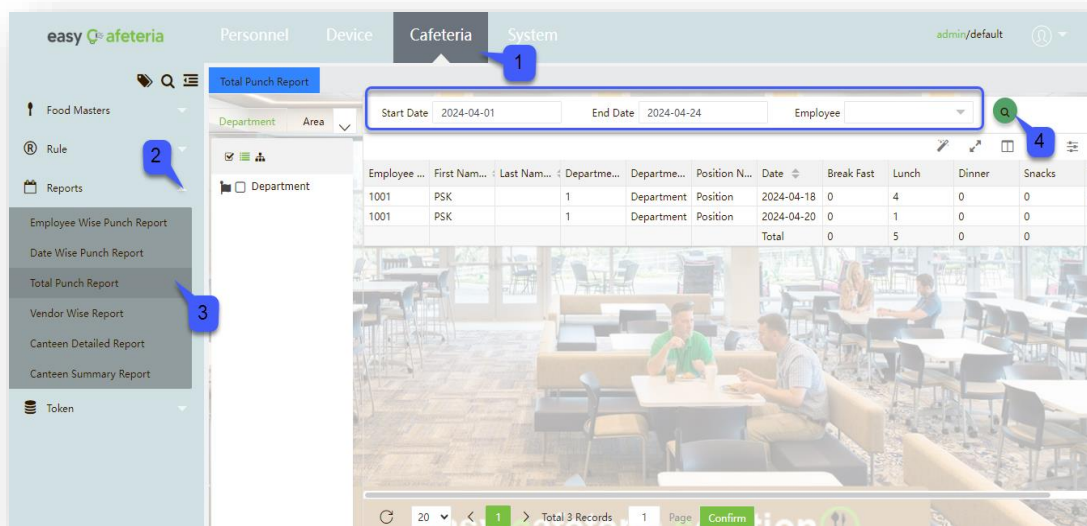 easy Cafeteria
Personnel Device Cafeteria System
admin/default
1
Total Punch Report
Food Masters
Rule
2
Reports
Employee Wise Punch Report
Date Wise Punch Report
Total Punch Report
3
Vendor Wise Report
Canteen Detailed Report
Canteen Summary Report
Token
Department Area
Department
Start Date 2024-04-01 End Date 2024-04-24 Employee
4
Employee ... First Nam... Last Nam... Departme... Departme... Position N... Date Break Fast Lunch Dinner Snacks
1001 PSK 1 Department Position 2024-04-18 0 4 0 0
1001 PSK 1 Department Position 2024-04-20 0 1 0 0
Total 0 5 0 0
20 1 Total 3 Records 1 Page Confirm